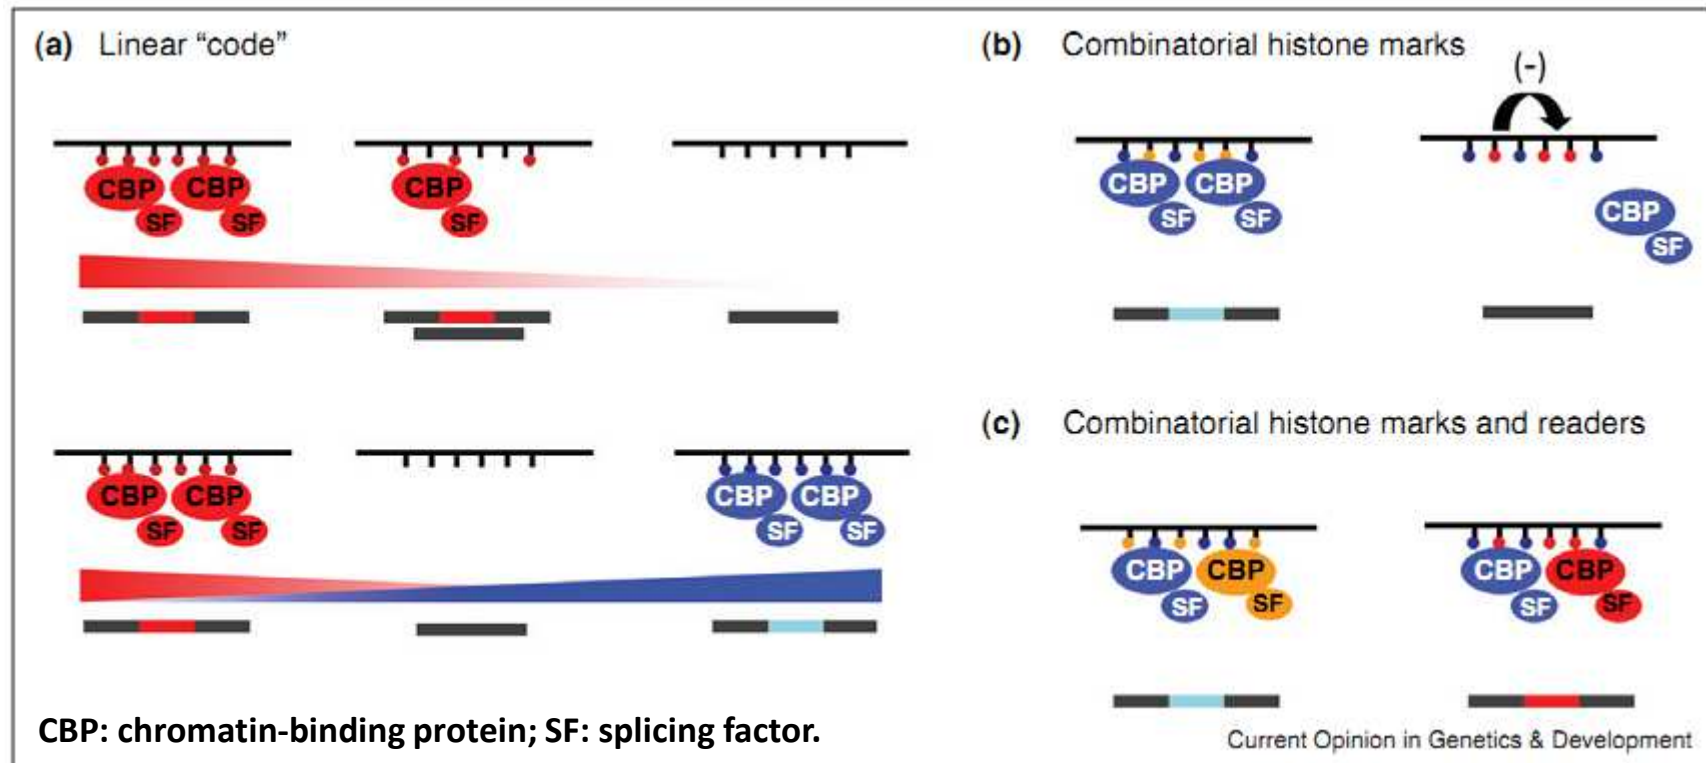 (a) Linear “code”
CBP CBP
SF SF
CBP
SF
CBP CBP
SF SF
CBP CBP
SF SF
(b) Combinatorial histone marks
(-)
CBP CBP
SF SF
CBP
SF
(c) Combinatorial histone marks and readers
CBP CBP
SF SF
CBP CBP
SF SF
CBP: chromatin-binding protein; SF: splicing factor.
Current Opinion in Genetics & Development